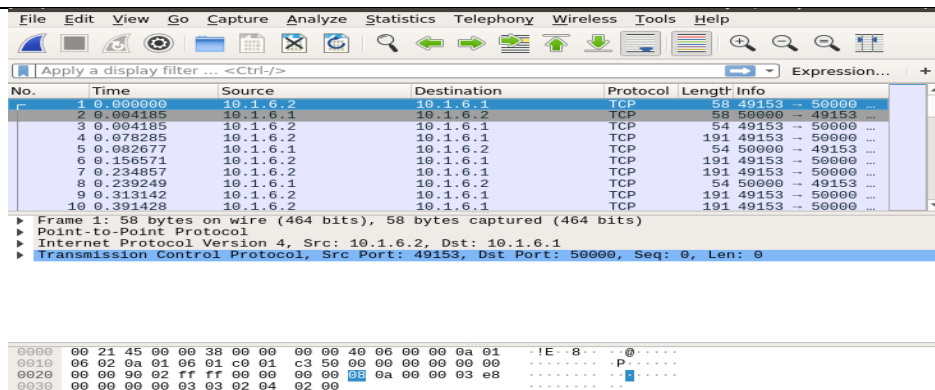 File Edit View Go Capture Analyze Statistics Telephony Wireless Tools Help
Apply a display filter ... <Ctrl-/> Expression... +
No. Time Source Destination Protocol Length Info
1 0.000000 10.1.6.2 10.1.6.1 TCP 58 49153 → 50000 ...
2 0.004185 10.1.6.1 10.1.6.2 TCP 58 50000 → 49153 ...
3 0.004185 10.1.6.2 10.1.6.1 TCP 54 49153 → 50000 ...
4 0.078285 10.1.6.2 10.1.6.1 TCP 191 49153 → 50000 ...
5 0.082677 10.1.6.1 10.1.6.2 TCP 54 50000 → 49153 ...
6 0.156571 10.1.6.2 10.1.6.1 TCP 191 49153 → 50000 ...
7 0.234857 10.1.6.2 10.1.6.1 TCP 191 49153 → 50000 ...
8 0.239249 10.1.6.1 10.1.6.2 TCP 54 50000 → 49153 ...
9 0.313142 10.1.6.2 10.1.6.1 TCP 191 49153 → 50000 ...
10 0.391428 10.1.6.2 10.1.6.1 TCP 191 49153 → 50000 ...
Frame 1: 58 bytes on wire (464 bits), 58 bytes captured (464 bits)
Point-to-Point Protocol
Internet Protocol Version 4, Src: 10.1.6.2, Dst: 10.1.6.1
Transmission Control Protocol, Src Port: 49153, Dst Port: 50000, Seq: 0, Len: 0
0000 00 21 45 00 00 38 00 00 00 00 40 06 00 00 0a 01 ·!E··8·· ··@·····
0010 06 02 0a 01 06 01 c0 01 c3 50 00 00 00 00 00 00 ········ ·P······
0020 00 00 90 02 ff ff 00 00 00 00 08 0a 00 00 03 e8 ········ ········
0030 00 00 00 00 03 03 02 04 02 00 ········ ··